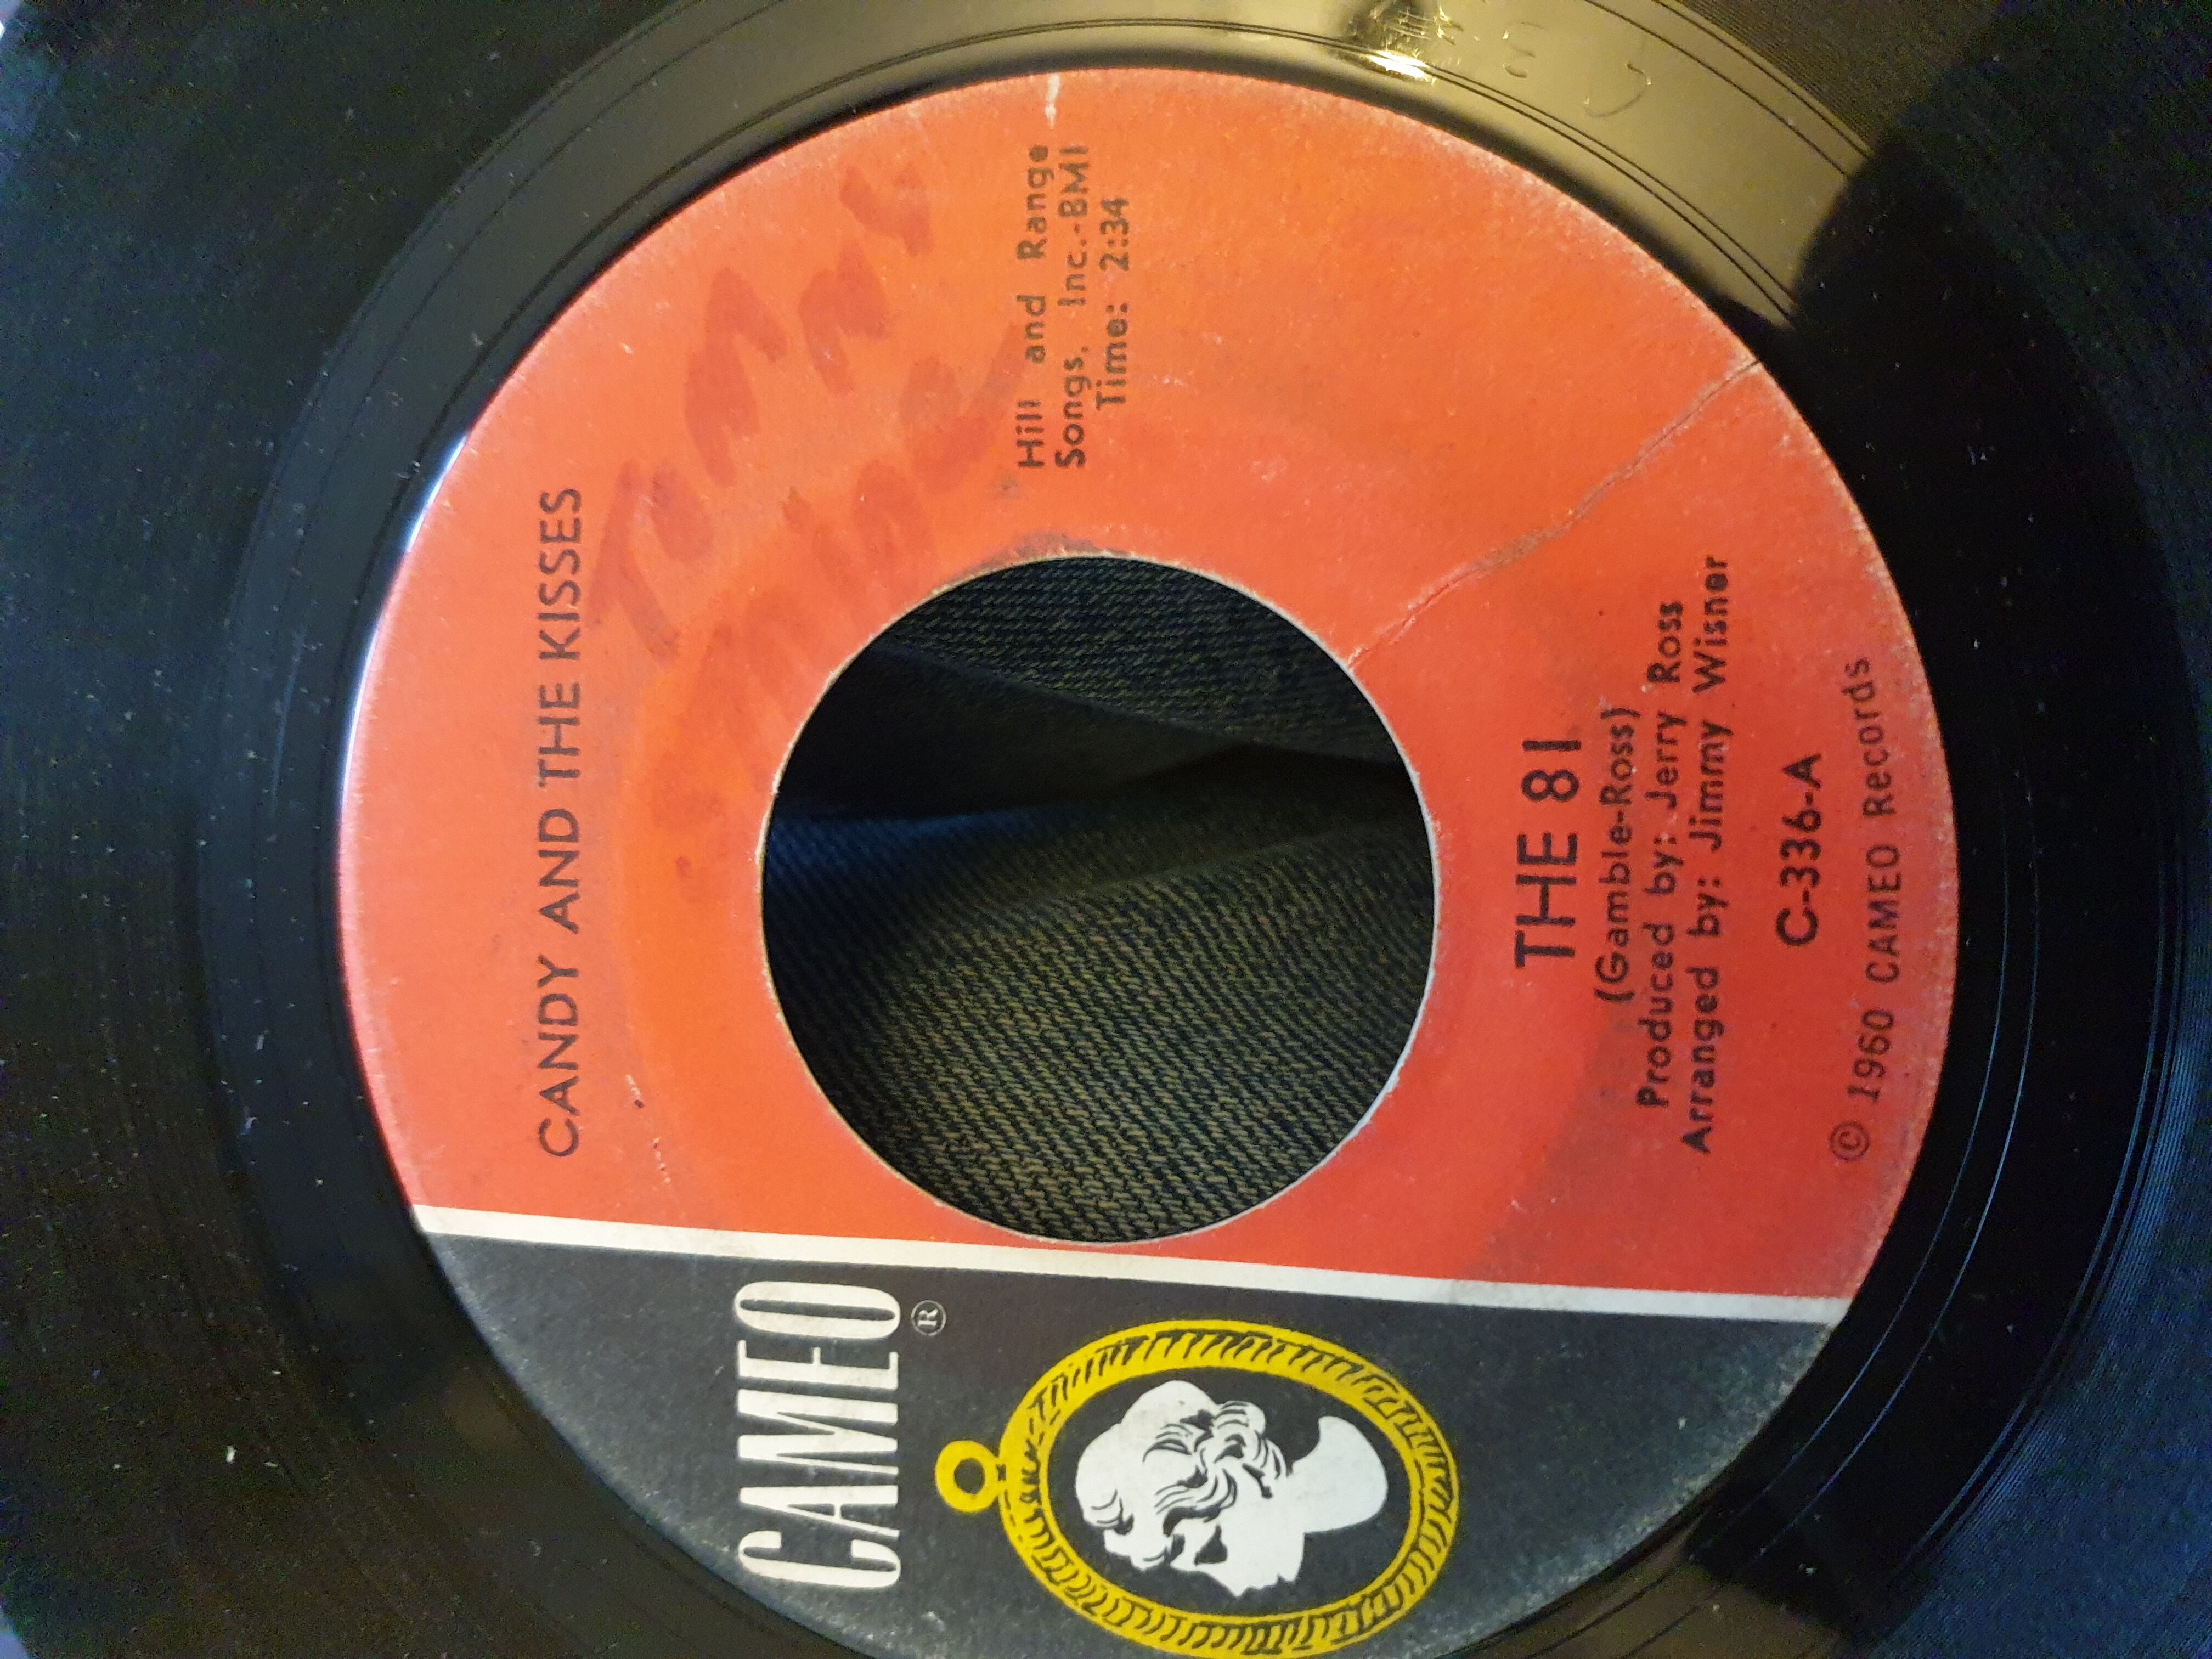 CANDY AND THE KISSES
Hill and Range
Songs, Inc.-BMI
Time: 2:34
CAMEO®
THE 81
(Gamble-Ross)
Produced by: Jerry Ross
Arranged by: Jimmy Wisner
C-336-A
© 1960 CAMEO Records